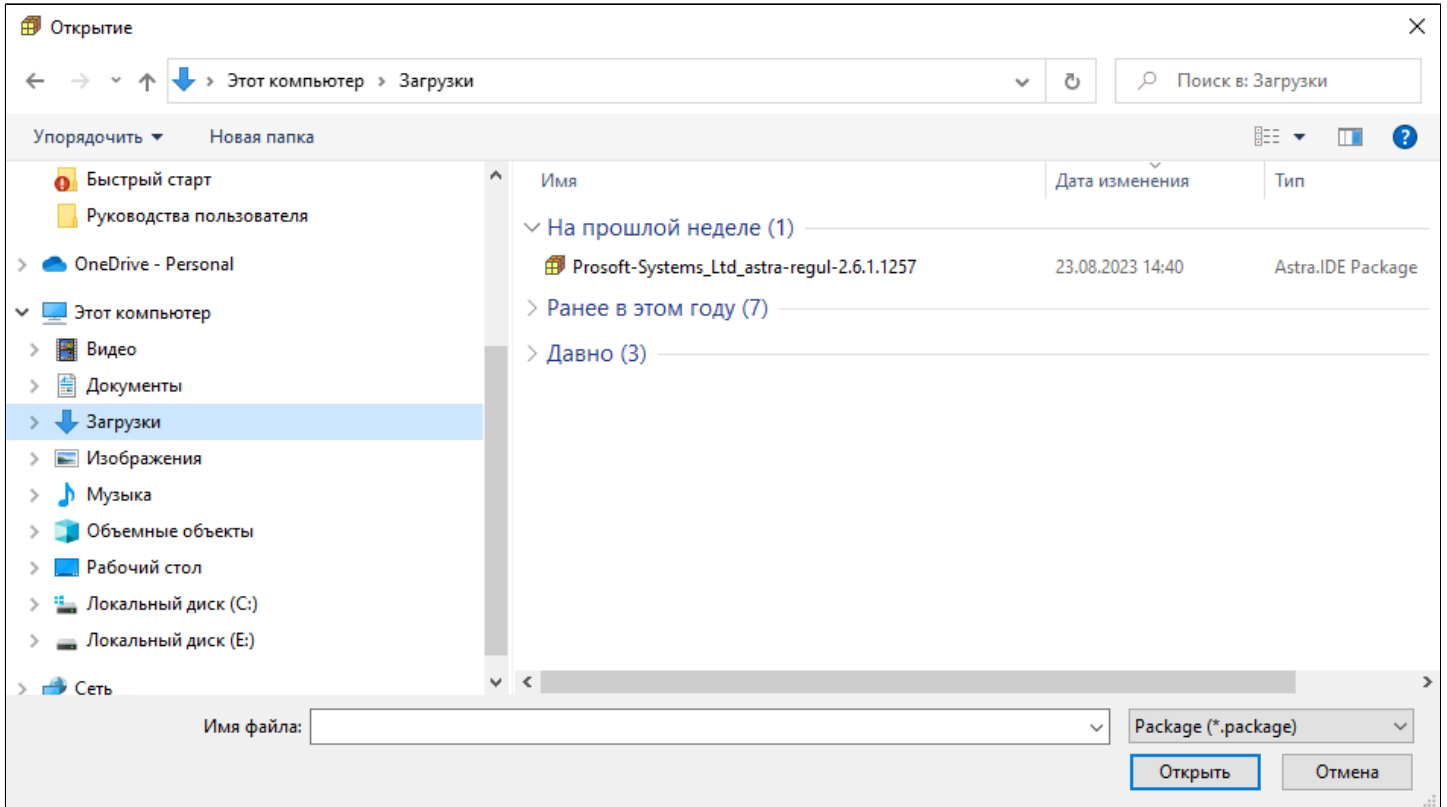 Открытие
Этот компьютер › Загрузки
Поиск в: Загрузки
Упорядочить
Новая папка
Быстрый старт
Руководства пользователя
OneDrive - Personal
Этот компьютер
Видео
Документы
Загрузки
Изображения
Музыка
Объемные объекты
Рабочий стол
Локальный диск (C:)
Локальный диск (E:)
Сеть
Имя Дата изменения Тип
На прошлой неделе (1)
Prosoft-Systems_Ltd_astra-regul-2.6.1.1257 23.08.2023 14:40 Astra.IDE Package
Ранее в этом году (7)
Давно (3)
Имя файла:
Package (*.package)
Открыть Отмена